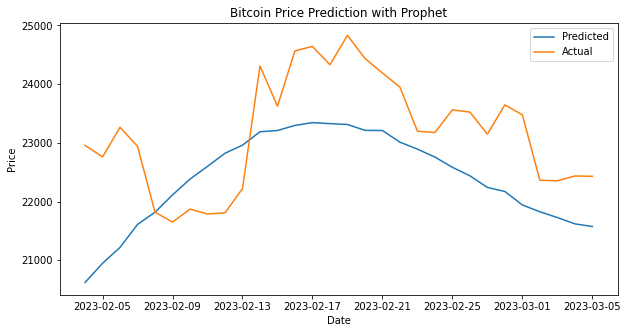 Bitcoin Price Prediction with Prophet
Predicted
Actual
Price
25000
24000
23000
22000
21000
2023-02-05
2023-02-09
2023-02-13
2023-02-17
2023-02-21
2023-02-25
2023-03-01
2023-03-05
Date